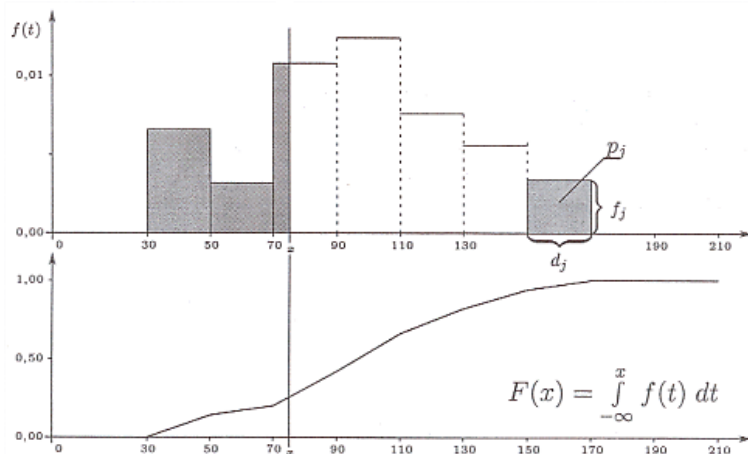 f(t)
0,01
p_j
f_j
0,00
0 30 50 70 x 90 110 130 190 210
d_j
1,00
0,50
F(x) = ∫_{-∞}^{x} f(t) dt
0,00
0 30 50 70 x 90 110 130 150 170 190 210